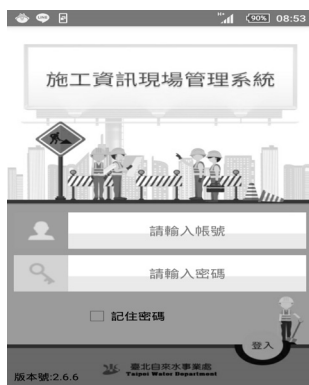 90% 08:53
施工資訊現場管理系統
請輸入帳號
請輸入密碼
記住密碼
登入
版本號:2.6.6
臺北自來水事業處
Taipei Water Department